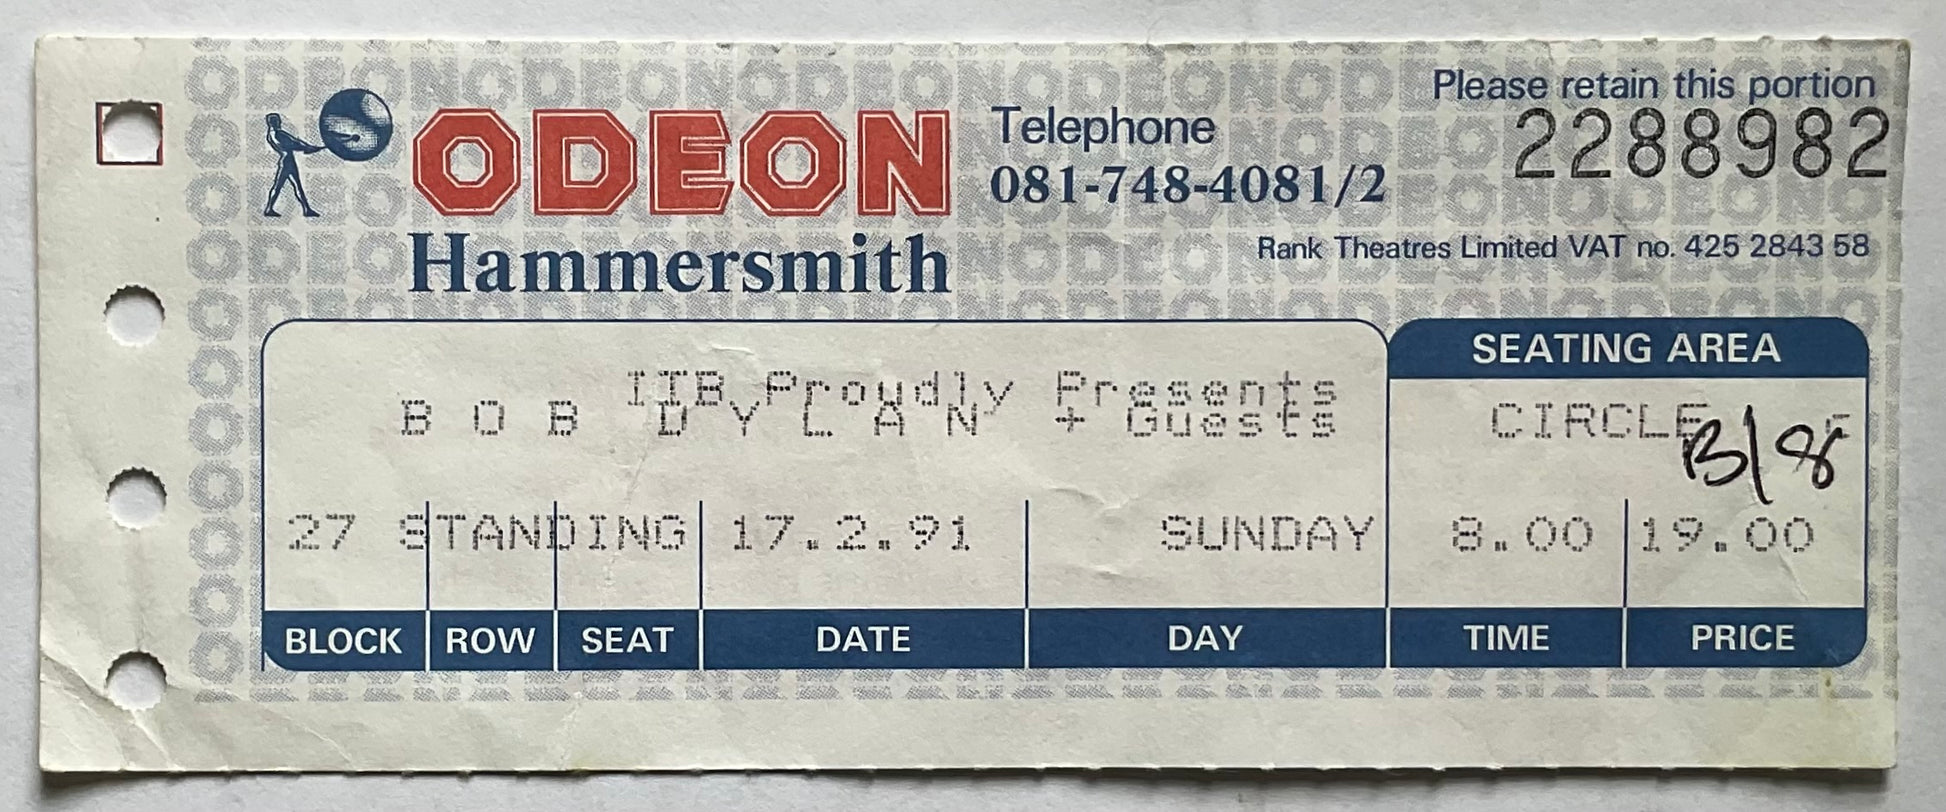 Please retain this portion
ODEON
Telephone
2288982
081-748-4081/2
Hammersmith
Rank Theatres Limited VAT no. 425 2843 58
SEATING AREA
ITB Proudly Presents
B O B D Y L A N + Guests
CIRCLE
B/8
27 STANDING 17.2.91 SUNDAY 8.00 19.00
BLOCK ROW SEAT DATE DAY TIME PRICE